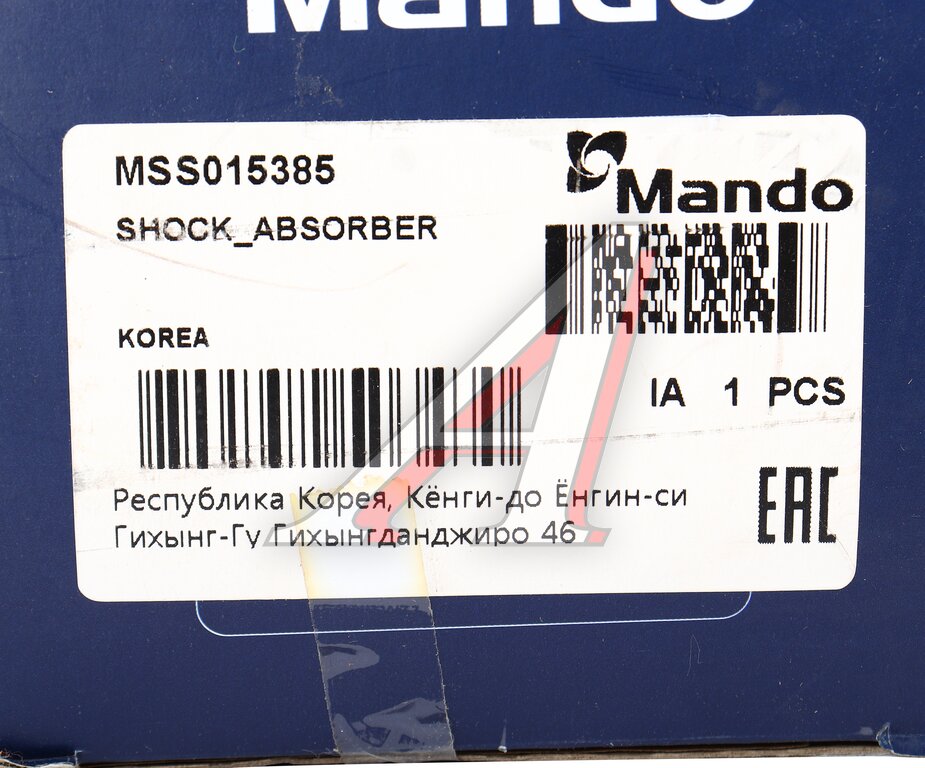 Mando
MSS015385
Mando
SHOCK_ABSORBER
KOREA
IA 1 PCS
Республика Корея, Кёнги-до Ёнгин-си
Гихынг-Гу Гихынгданджиро 46
EAC